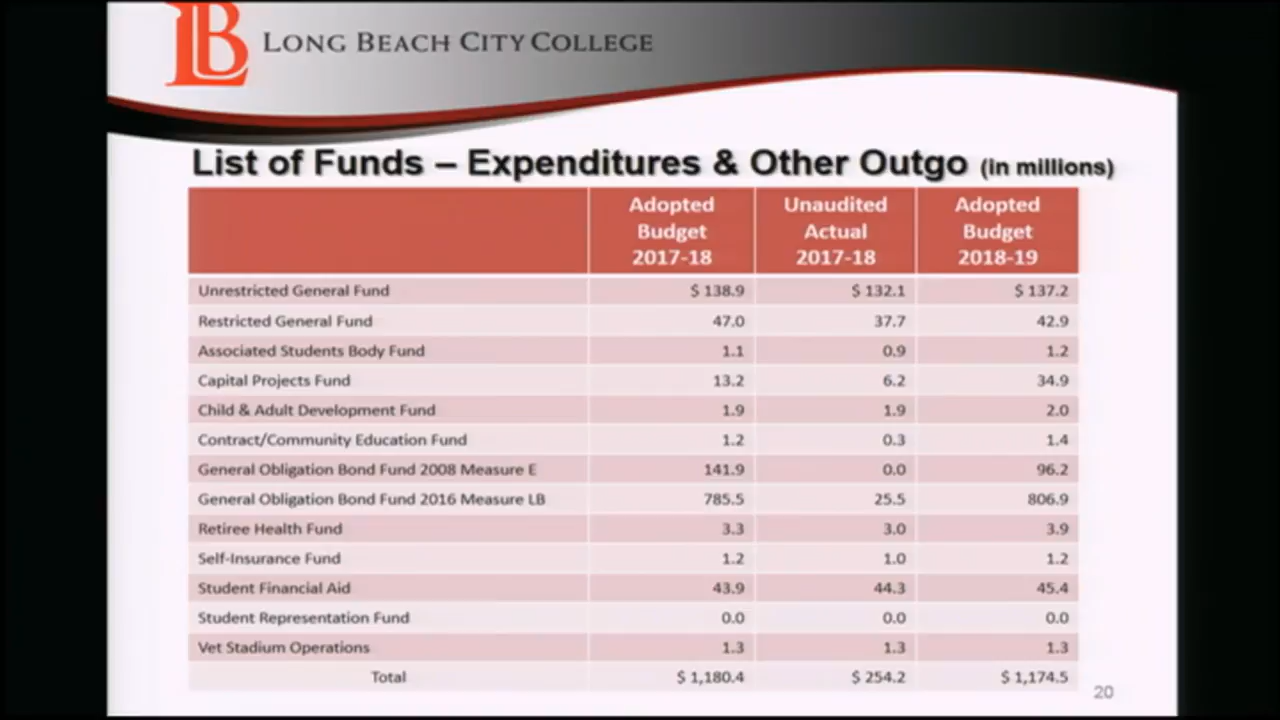 LB
LONG BEACH CITY COLLEGE
List of Funds – Expenditures & Other Outgo (in millions)
Adopted Budget 2017-18 Unaudited Actual 2017-18 Adopted Budget 2018-19
Unrestricted General Fund $ 138.9 $ 132.1 $ 137.2
Restricted General Fund 47.0 37.7 42.9
Associated Students Body Fund 1.1 0.9 1.2
Capital Projects Fund 13.2 6.2 34.9
Child & Adult Development Fund 1.9 1.9 2.0
Contract/Community Education Fund 1.2 0.3 1.4
General Obligation Bond Fund 2008 Measure E 141.9 0.0 96.2
General Obligation Bond Fund 2016 Measure LB 785.5 25.5 806.9
Retiree Health Fund 3.3 3.0 3.9
Self-Insurance Fund 1.2 1.0 1.2
Student Financial Aid 43.9 44.3 45.4
Student Representation Fund 0.0 0.0 0.0
Vet Stadium Operations 1.3 1.3 1.3
Total $ 1,180.4 $ 254.2 $ 1,174.5
20